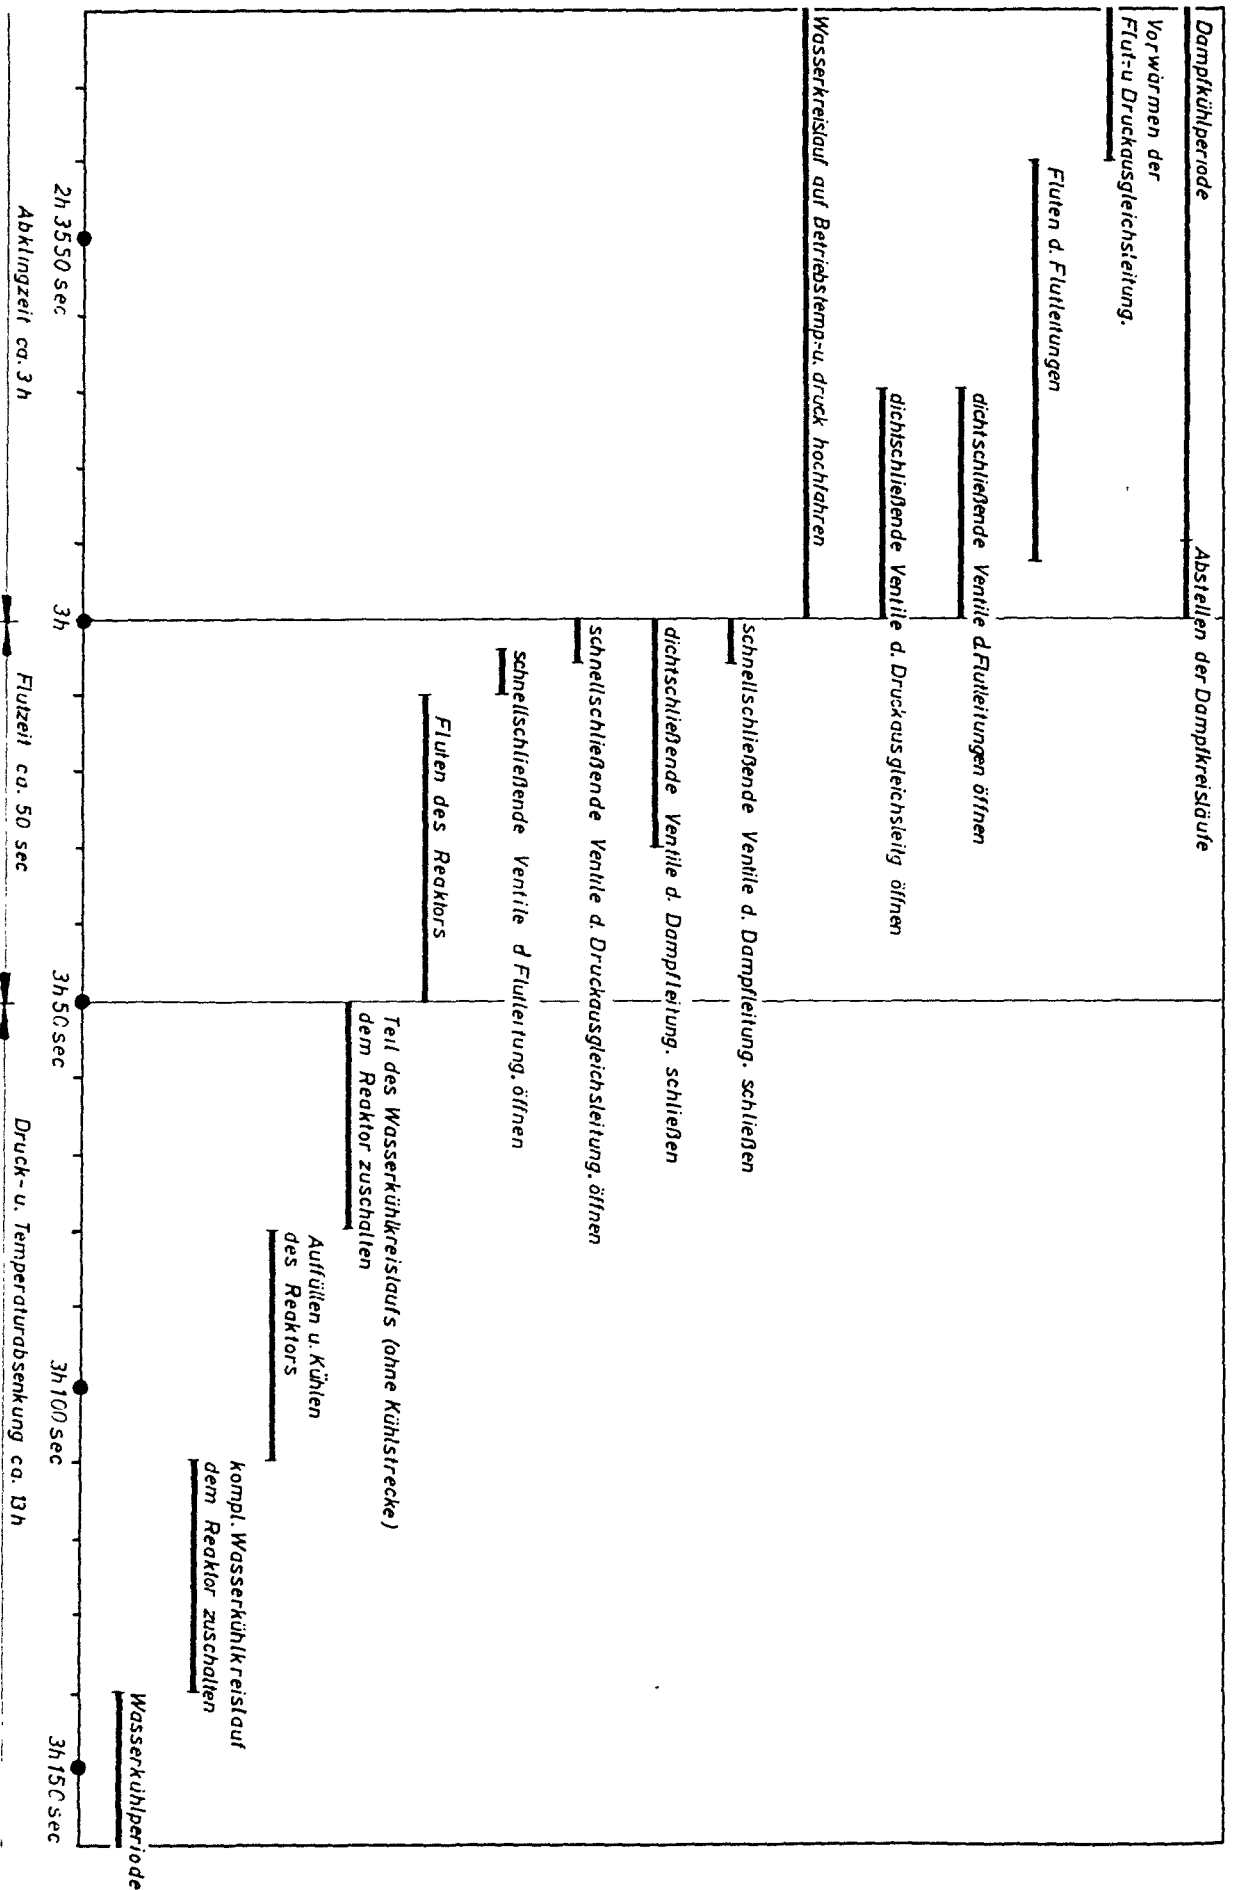 Dampfkühlperiode
Abstellen der Dampfkreisläufe
Vorwärmen der
Flut-u Druckausgleichsleitung.
Fluten d. Flutleitungen
dichtschließende Ventile d.Flutleitungen öffnen
dichtschließende Ventile d. Druckausgleichsleitg öffnen
Wasserkreislauf auf Betriebstemp.-u. druck hochfahren
schnellschließende Ventile d. Dampfleitung. schließen
dichtschließende Ventile d. Dampfleitung. schließen
schnellschließende Ventile d. Druckausgleichsleitung. öffnen
schnellschließende Ventile d Flutleitung. öffnen
Fluten des Reaktors
Teil des Wasserkühlkreislaufs (ohne Kühlstrecke)
dem Reaktor zuschalten
Auffüllen u. Kühlen
des Reaktors
kompl. Wasserkühlkreislauf
dem Reaktor zuschalten
Wasserkühlperiode
2h 3550 sec
3h
3h 50 sec
3h 100 sec
3h 150 sec
Abklingzeit ca. 3 h
Flutzeit ca. 50 sec
Druck- u. Temperaturabsenkung ca. 13 h